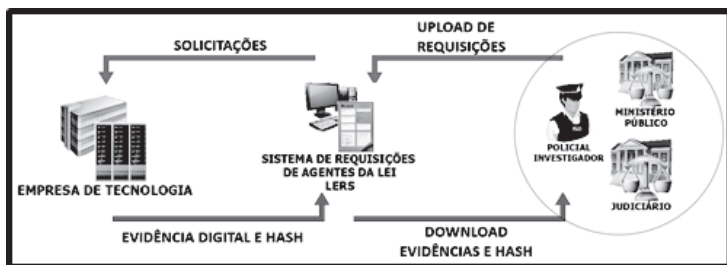 SOLICITAÇÕES
UPLOAD DE
REQUISIÇÕES
EMPRESA DE TECNOLOGIA
SISTEMA DE REQUISIÇÕES
DE AGENTES DA LEI
LERS
POLICIAL
INVESTIGADOR
MINISTÉRIO
PÚBLICO
JUDICIÁRIO
EVIDÊNCIA DIGITAL E HASH
DOWNLOAD
EVIDÊNCIAS E HASH